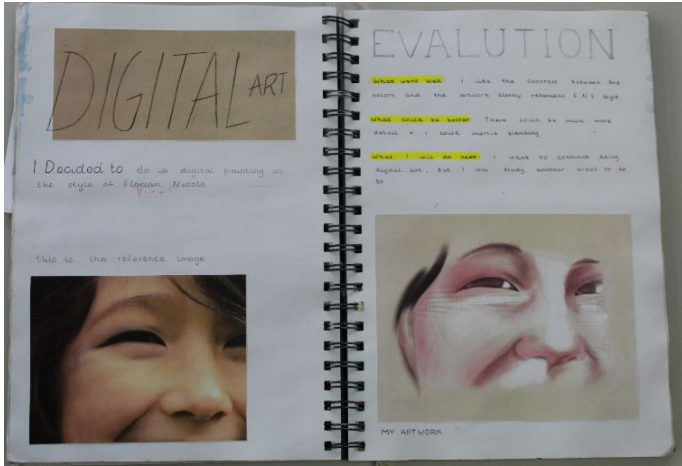 DIGITAL ART
I Decided to do a digital painting in
the style of Florian Nicole
this is the reference image
EVALUTION
What went well I like the contrast between the
colors and the artwork closely resembles F.N's style
What could be better There could be much more
detail + I could improve blending
What I will do next I want to continue doing
digital art. But I will study another artist to do
so
MY ARTWORK